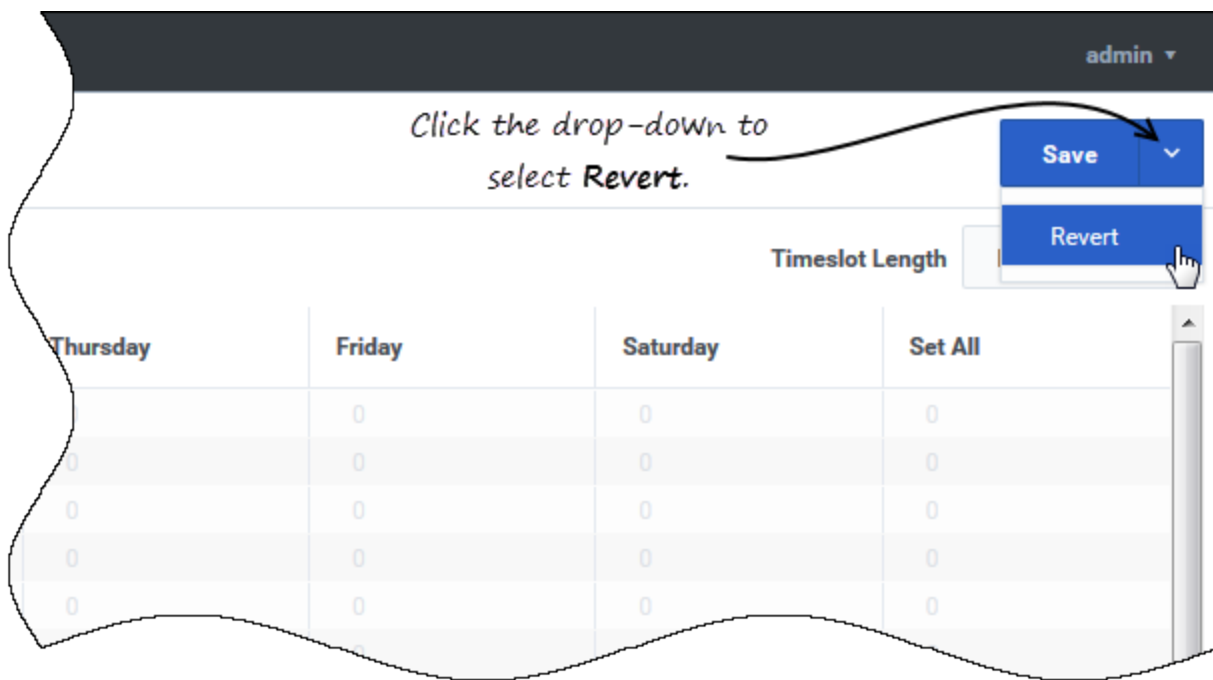 admin
Click the drop-down to
select Revert.
Save
Revert
Timeslot Length
Thursday Friday Saturday Set All
0 0 0
0 0 0 0
0 0 0 0
0 0 0 0
0 0 0 0